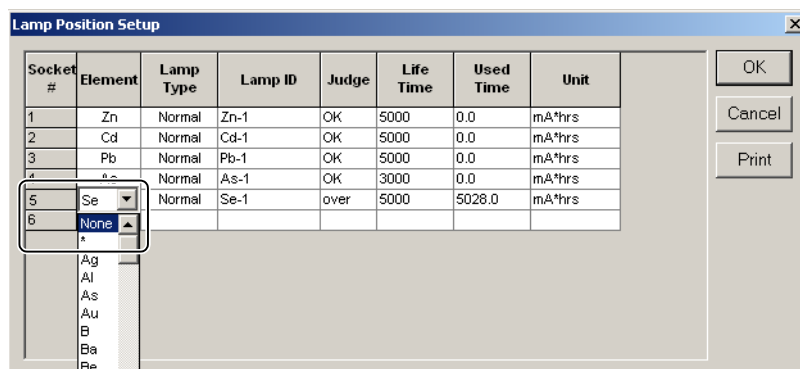 Lamp Position Setup
Socket # Element Lamp Type Lamp ID Judge Life Time Used Time Unit
1 Zn Normal Zn-1 OK 5000 0.0 mA*hrs
2 Cd Normal Cd-1 OK 5000 0.0 mA*hrs
3 Pb Normal Pb-1 OK 5000 0.0 mA*hrs
4 As Normal As-1 OK 3000 0.0 mA*hrs
5 Se Normal Se-1 over 5000 5028.0 mA*hrs
6
None
*
Ag
Al
As
Au
B
Ba
Be
OK
Cancel
Print